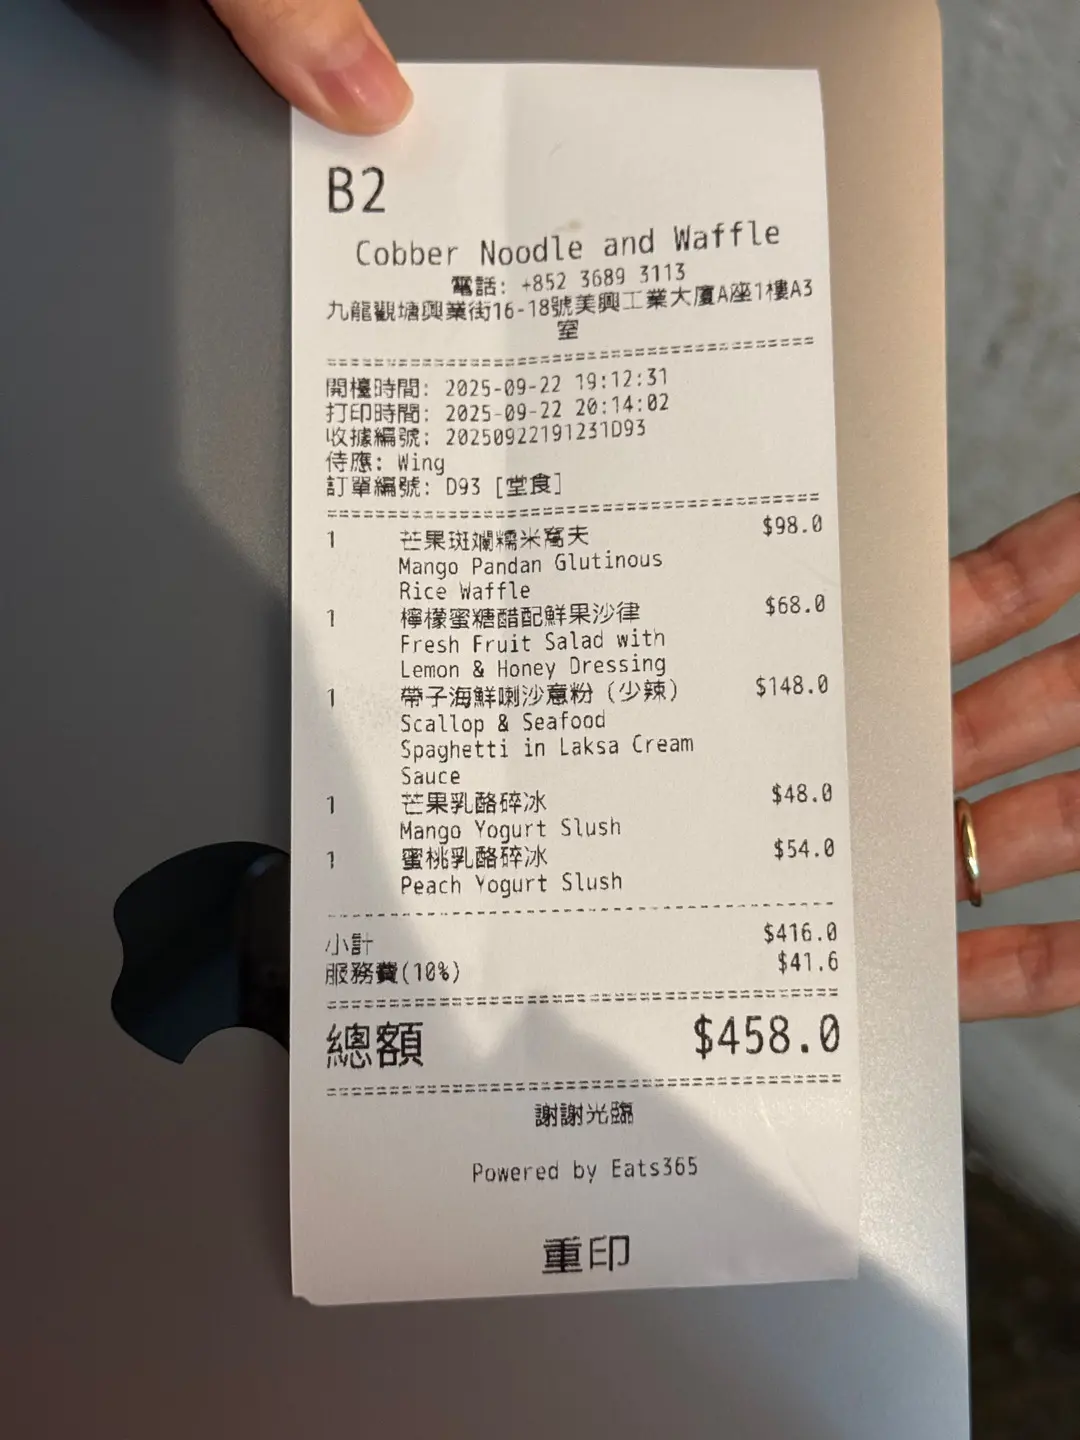 B2
Cobber Noodle and Waffle
電話: +852 3689 3113
九龍觀塘興業街16-18號美興工業大廈A座1樓A3
室
開檯時間: 2025-09-22 19:12:31
打印時間: 2025-09-22 20:14:02
收據編號: 20250922191231D93
侍應: Wing
訂單編號: D93 [堂食]
1 芒果斑斕糯米窩夫 $98.0
Mango Pandan Glutinous
Rice Waffle
1 檸檬蜜糖醋配鮮果沙律 $68.0
Fresh Fruit Salad with
Lemon & Honey Dressing
1 帶子海鮮喇沙意粉（少辣） $148.0
Scallop & Seafood
Spaghetti in Laksa Cream
Sauce
1 芒果乳酪碎冰 $48.0
Mango Yogurt Slush
1 蜜桃乳酪碎冰 $54.0
Peach Yogurt Slush
小計 $416.0
服務費(10%) $41.6
總額 $458.0
謝謝光臨
Powered by Eats365
重印